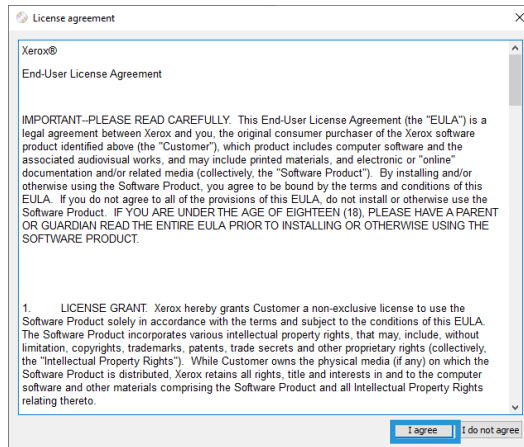 License agreement
Xerox®
End-User License Agreement
IMPORTANT--PLEASE READ CAREFULLY. This End-User License Agreement (the "EULA") is a
legal agreement between Xerox and you, the original consumer purchaser of the Xerox software
product identified above (the "Customer"), which product includes computer software and the
associated audiovisual works, and may include printed materials, and electronic or "online"
documentation and/or related media (collectively, the "Software Product"). By installing and/or
otherwise using the Software Product, you agree to be bound by the terms and conditions of this
EULA. If you do not agree to all of the provisions of this EULA, do not install or otherwise use the
Software Product. IF YOU ARE UNDER THE AGE OF EIGHTEEN (18), PLEASE HAVE A PARENT
OR GUARDIAN READ THE ENTIRE EULA PRIOR TO INSTALLING OR OTHERWISE USING THE
SOFTWARE PRODUCT.
1. LICENSE GRANT. Xerox hereby grants Customer a non-exclusive license to use the
Software Product solely in accordance with the terms and subject to the conditions of this EULA.
The Software Product incorporates various intellectual property rights, that may, include, without
limitation, copyrights, trademarks, patents, trade secrets and other proprietary rights (collectively,
the "Intellectual Property Rights"). While Customer owns the physical media (if any) on which the
Software Product is distributed, Xerox retains all rights, title and interests in and to the computer
software and other materials comprising the Software Product and all Intellectual Property Rights
relating thereto.
I agree I do not agree